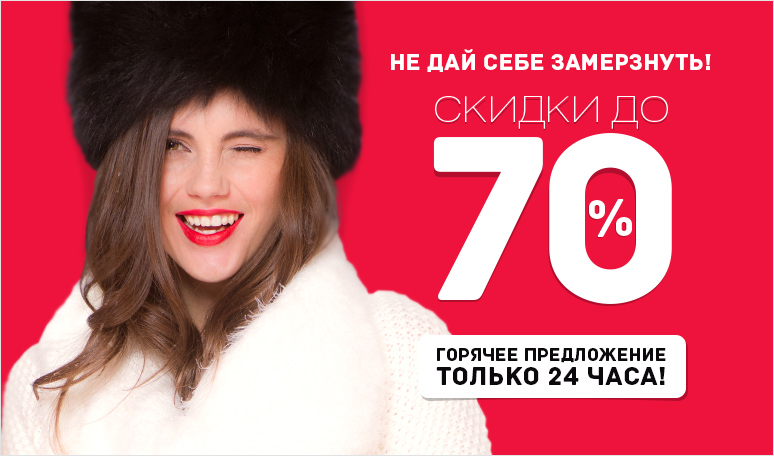 НЕ ДАЙ СЕБЕ ЗАМЕРЗНУТЬ!
СКИДКИ ДО
70%
ГОРЯЧЕЕ ПРЕДЛОЖЕНИЕ
ТОЛЬКО 24 ЧАСА!